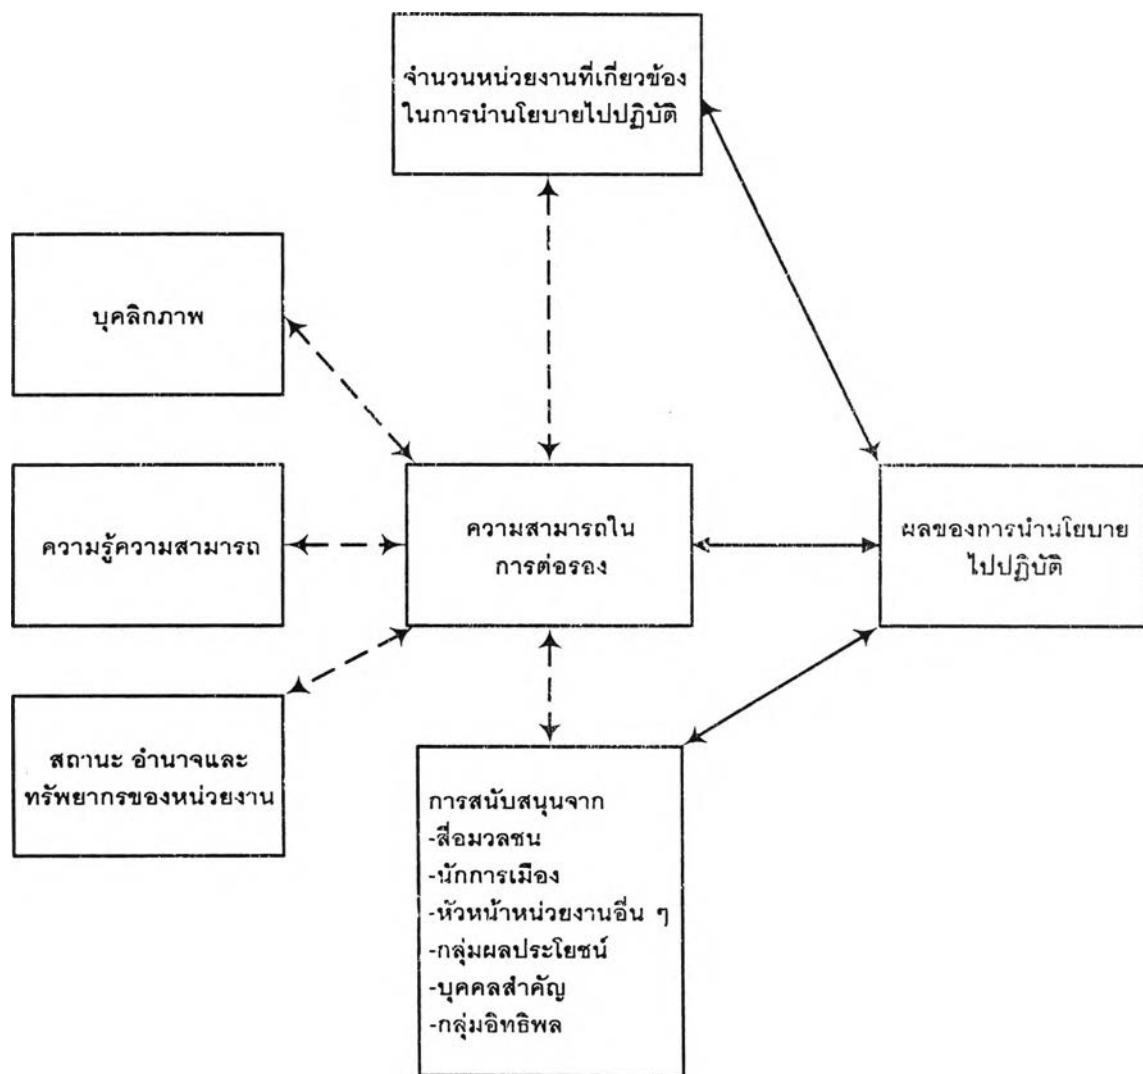 จำนวนหน่วยงานที่เกี่ยวข้อง
ในการนำนโยบายไปปฏิบัติ
บุคลิกภาพ
ความรู้ความสามารถ
ความสามารถใน
การต่อรอง
ผลของการนำนโยบาย
ไปปฏิบัติ
สถานะ อำนาจและ
ทรัพยากรของหน่วยงาน
การสนับสนุนจาก
-สื่อมวลชน
-นักการเมือง
-หัวหน้าหน่วยงานอื่น ๆ
-กลุ่มผลประโยชน์
-บุคคลสำคัญ
-กลุ่มอิทธิพล